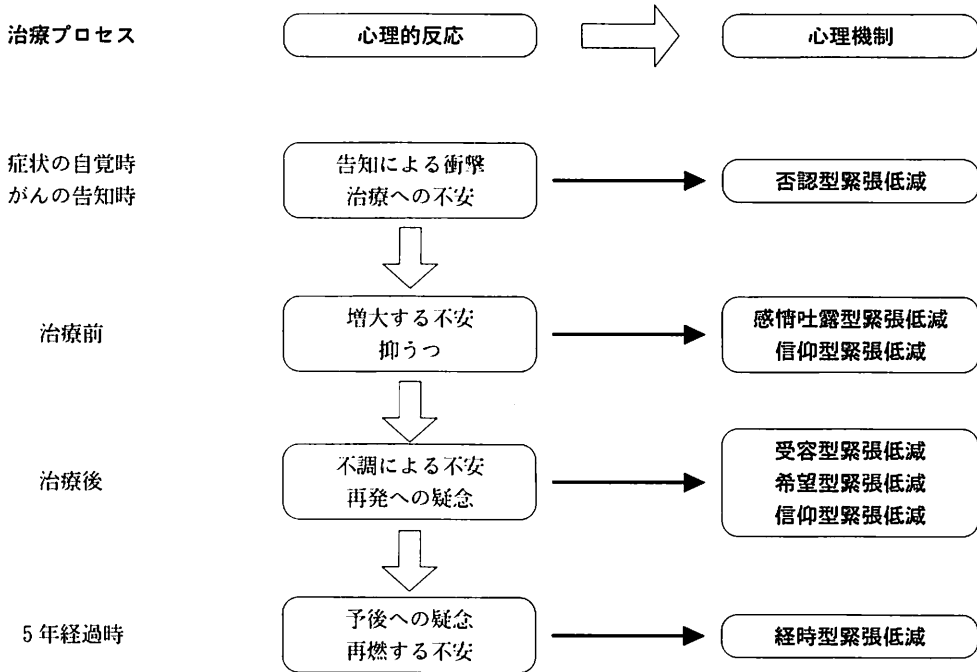 治療プロセス
心理的反応
心理機制
症状の自覚時
がんの告知時
告知による衝撃
治療への不安
否認型緊張低減
治療前
増大する不安
抑うつ
感情吐露型緊張低減
信仰型緊張低減
治療後
不調による不安
再発への疑念
受容型緊張低減
希望型緊張低減
信仰型緊張低減
5年経過時
予後への疑念
再燃する不安
経時型緊張低減